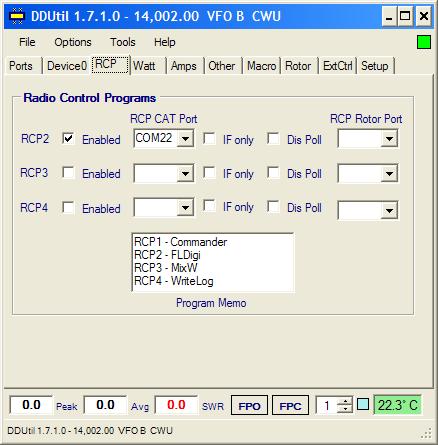 DDUtil 1.7.1.0 - 14,002.00 VFO B CWU
File Options Tools Help
Ports Device0 RCP Watt Amps Other Macro Rotor ExtCtrl Setup
Radio Control Programs
RCP CAT Port RCP Rotor Port
RCP2 Enabled COM22 IF only Dis Poll
RCP3 Enabled IF only Dis Poll
RCP4 Enabled IF only Dis Poll
RCP1 - Commander
RCP2 - FLDigi
RCP3 - MixW
RCP4 - WriteLog
Program Memo
0.0 Peak 0.0 Avg 0.0 SWR FPO FPC 1 22.3° C
DDUtil 1.7.1.0 - 14,002.00 VFO B CWU